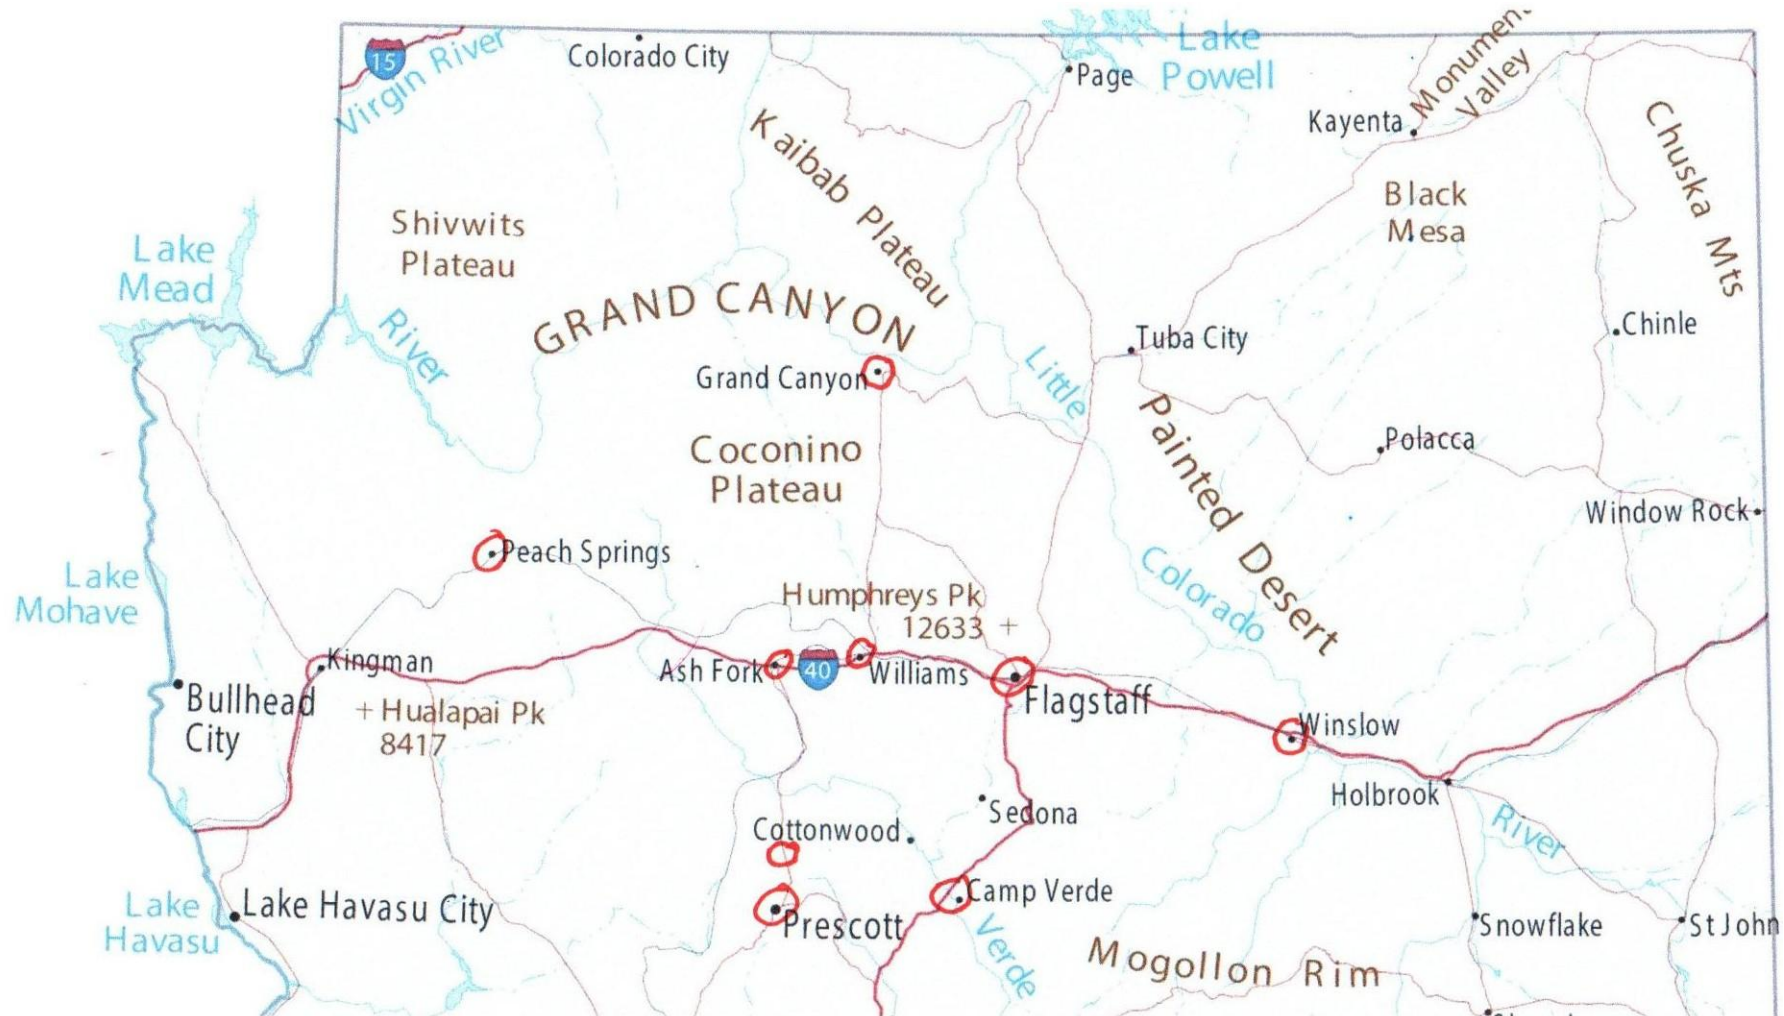 15
Virgin River
Colorado City
Lake
Powell
Page
Monument
Valley
Kayenta
Chuska Mts
Kaibab Plateau
Black
Mesa
Shivwits
Plateau
Lake
Mead
River
GRAND CANYON
Grand Canyon
Little
Tuba City
Chinle
Painted Desert
Coconino
Plateau
Polacca
Window Rock
Peach Springs
Colorado
Lake
Mohave
Humphreys Pk
12633 +
Kingman
Ash Fork
40
Williams
Flagstaff
Bullhead
City
+ Hualapai Pk
8417
Winslow
Holbrook
Sedona
Cottonwood
River
Camp Verde
Lake Havasu City
Lake
Havasu
Prescott
Verde
Snowflake
St John
Mogollon Rim